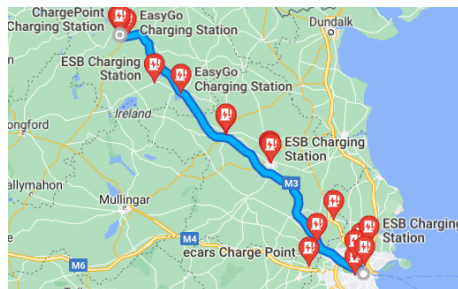 ChargePoint
Charging Station
EasyGo
Charging Station
Dundalk
ESB Charging
Station
EasyGo
Charging Station
Ireland
ongford
ESB Charging
Station
M3
allymahon
Mullingar
ESB Charging
Station
M4
ecars Charge Point
M6